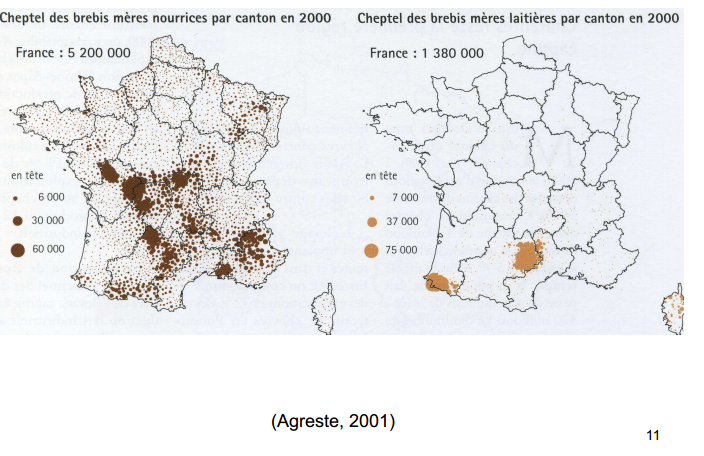 Cheptel des brebis mères nourrices par canton en 2000
France : 5 200 000
en tête
6 000
30 000
60 000
Cheptel des brebis mères laitières par canton en 2000
France : 1 380 000
en tête
7 000
37 000
75 000
(Agreste, 2001)
11